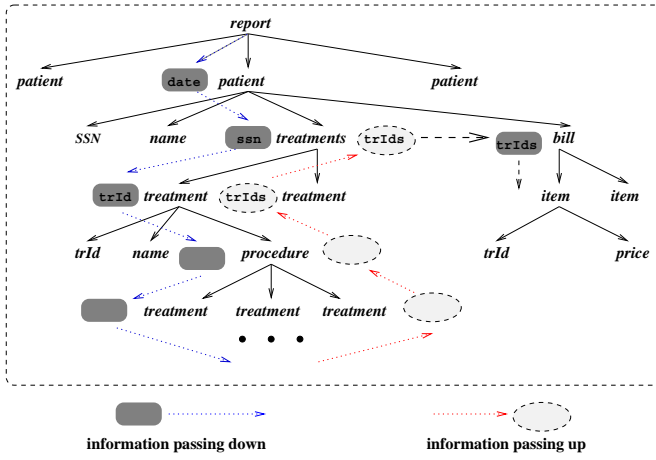 report
patient date patient patient
SSN name ssn treatments trIds trIds bill
trId treatment trIds treatment item item
trId name procedure trId price
treatment treatment treatment
• • •
information passing down information passing up